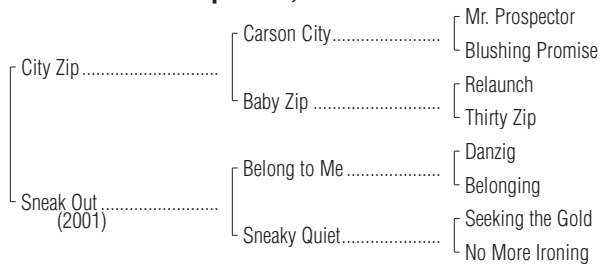 Mr. Prospector
Carson City
Blushing Promise
City Zip
Relaunch
Baby Zip
Thirty Zip
Danzig
Belong to Me
Belonging
Sneak Out
(2001)
Seeking the Gold
Sneaky Quiet
No More Ironing